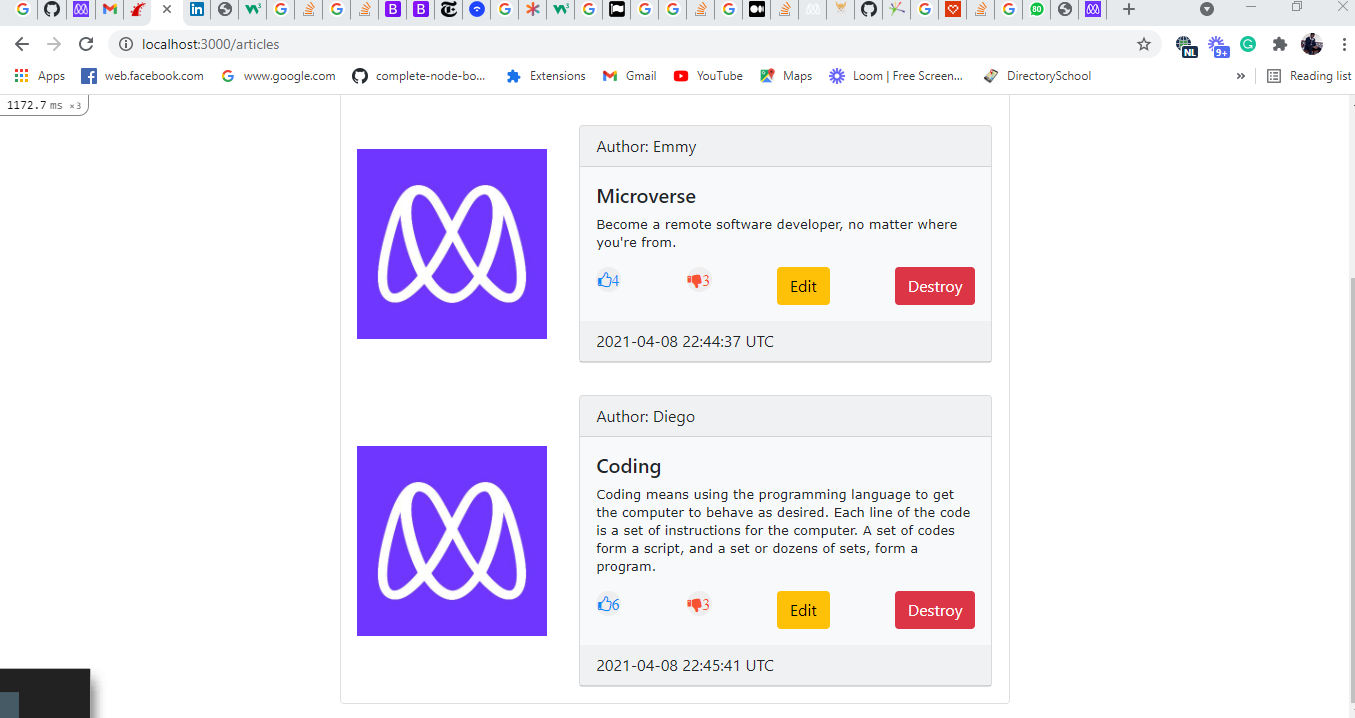 localhost:3000/articles
NL
9+
80
Apps
web.facebook.com
www.google.com
complete-node-bo...
Extensions
Gmail
YouTube
Maps
Loom | Free Screen...
DirectorySchool
»
Reading list
1172.7 ms ×3
Author: Emmy
Microverse
Become a remote software developer, no matter where
you're from.
4
3
Edit
Destroy
2021-04-08 22:44:37 UTC
Author: Diego
Coding
Coding means using the programming language to get
the computer to behave as desired. Each line of the code
is a set of instructions for the computer. A set of codes
form a script, and a set or dozens of sets, form a
program.
6
3
Edit
Destroy
2021-04-08 22:45:41 UTC